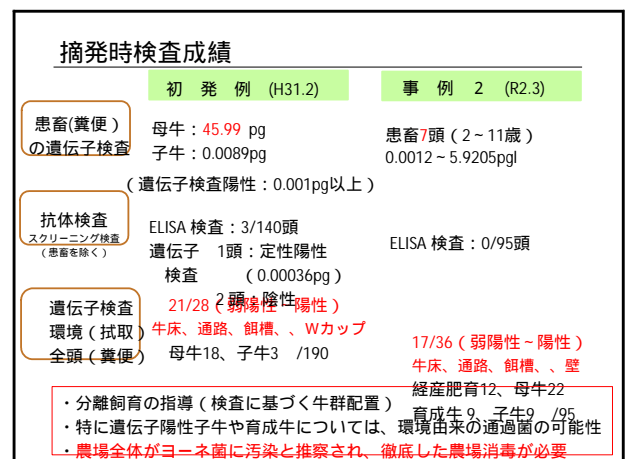 摘発時検査成績
初　発　例　(H31.2)
事　例　2　(R2.3)
患畜(糞便)
の遺伝子検査
母牛：45.99 pg
子牛：0.0089pg
患畜7頭（2～11歳）
0.0012～5.9205pgl
（遺伝子検査陽性：0.001pg以上）
抗体検査
スクリーニング検査
（患畜を除く）
ELISA 検査：3/140頭
遺伝子　1頭：定性陽性
検査　　（0.00036pg）
2頭：陰性
ELISA 検査：0/95頭
遺伝子検査
環境（拭取）
全頭（糞便）
21/28（弱陽性～陽性）
牛床、通路、餌槽、、Wカップ
母牛18、子牛3　/190
17/36（弱陽性～陽性）
牛床、通路、餌槽、、壁
経産肥育12、母牛22
育成牛 9、子牛9　/95
・分離飼育の指導（検査に基づく牛群配置）
・特に遺伝子陽性子牛や育成牛については、環境由来の通過菌の可能性
・農場全体がヨーネ菌に汚染と推察され、徹底した農場消毒が必要